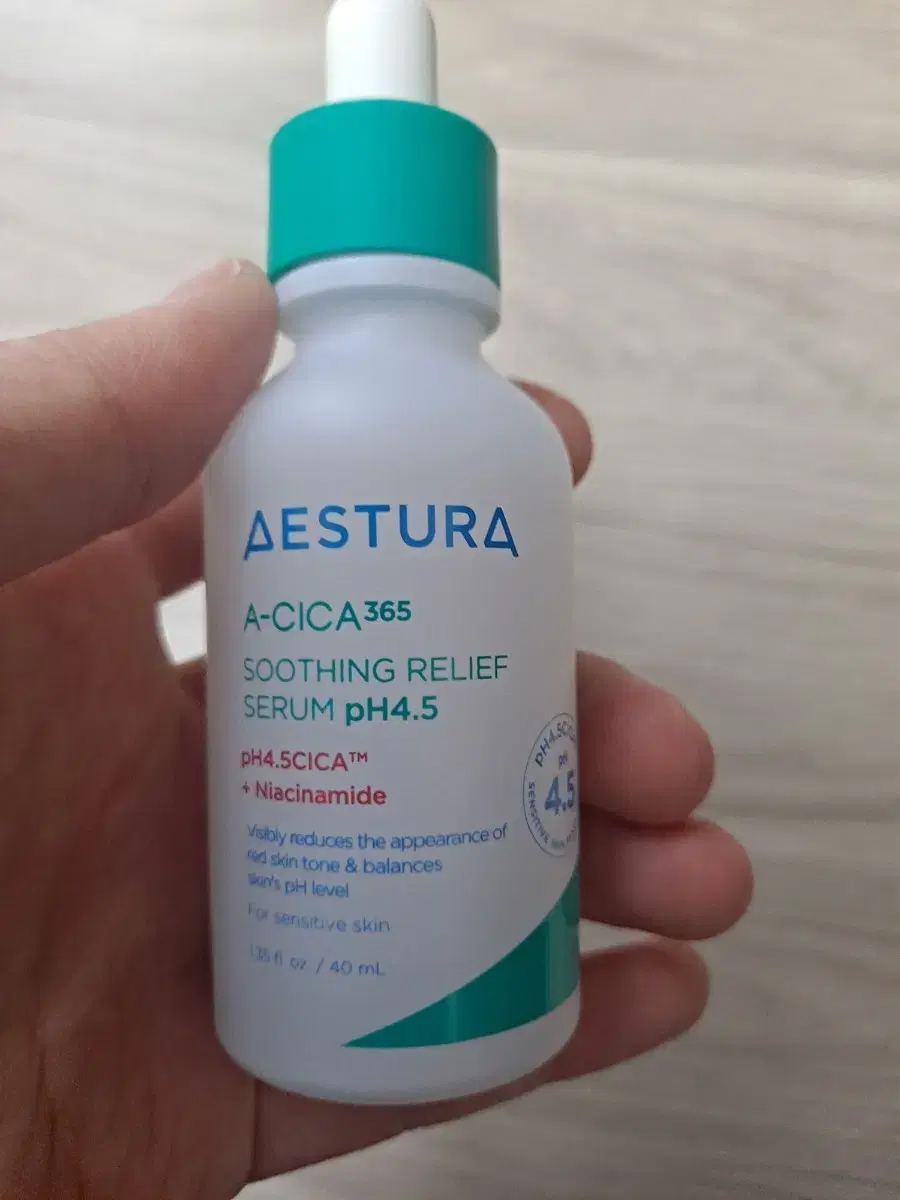 AESTURA
A-CICA365
SOOTHING RELIEF
SERUM pH4.5
pH4.5CICA™
+ Niacinamide
Visibly reduces the appearance of
red skin tone & balances
skin's pH level
For sensitive skin
1.35 fl oz / 40 mL
pH
4.5